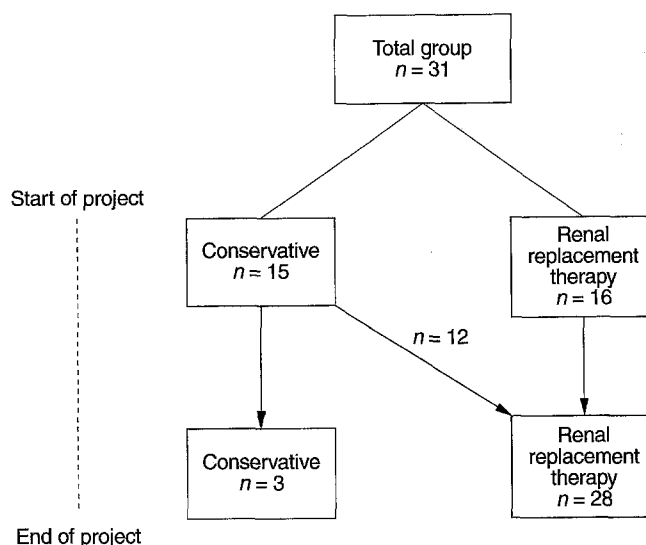 Total group
n = 31
Start of project
Conservative
n = 15
Renal
replacement
therapy
n = 16
n = 12
Conservative
n = 3
Renal
replacement
therapy
n = 28
End of project